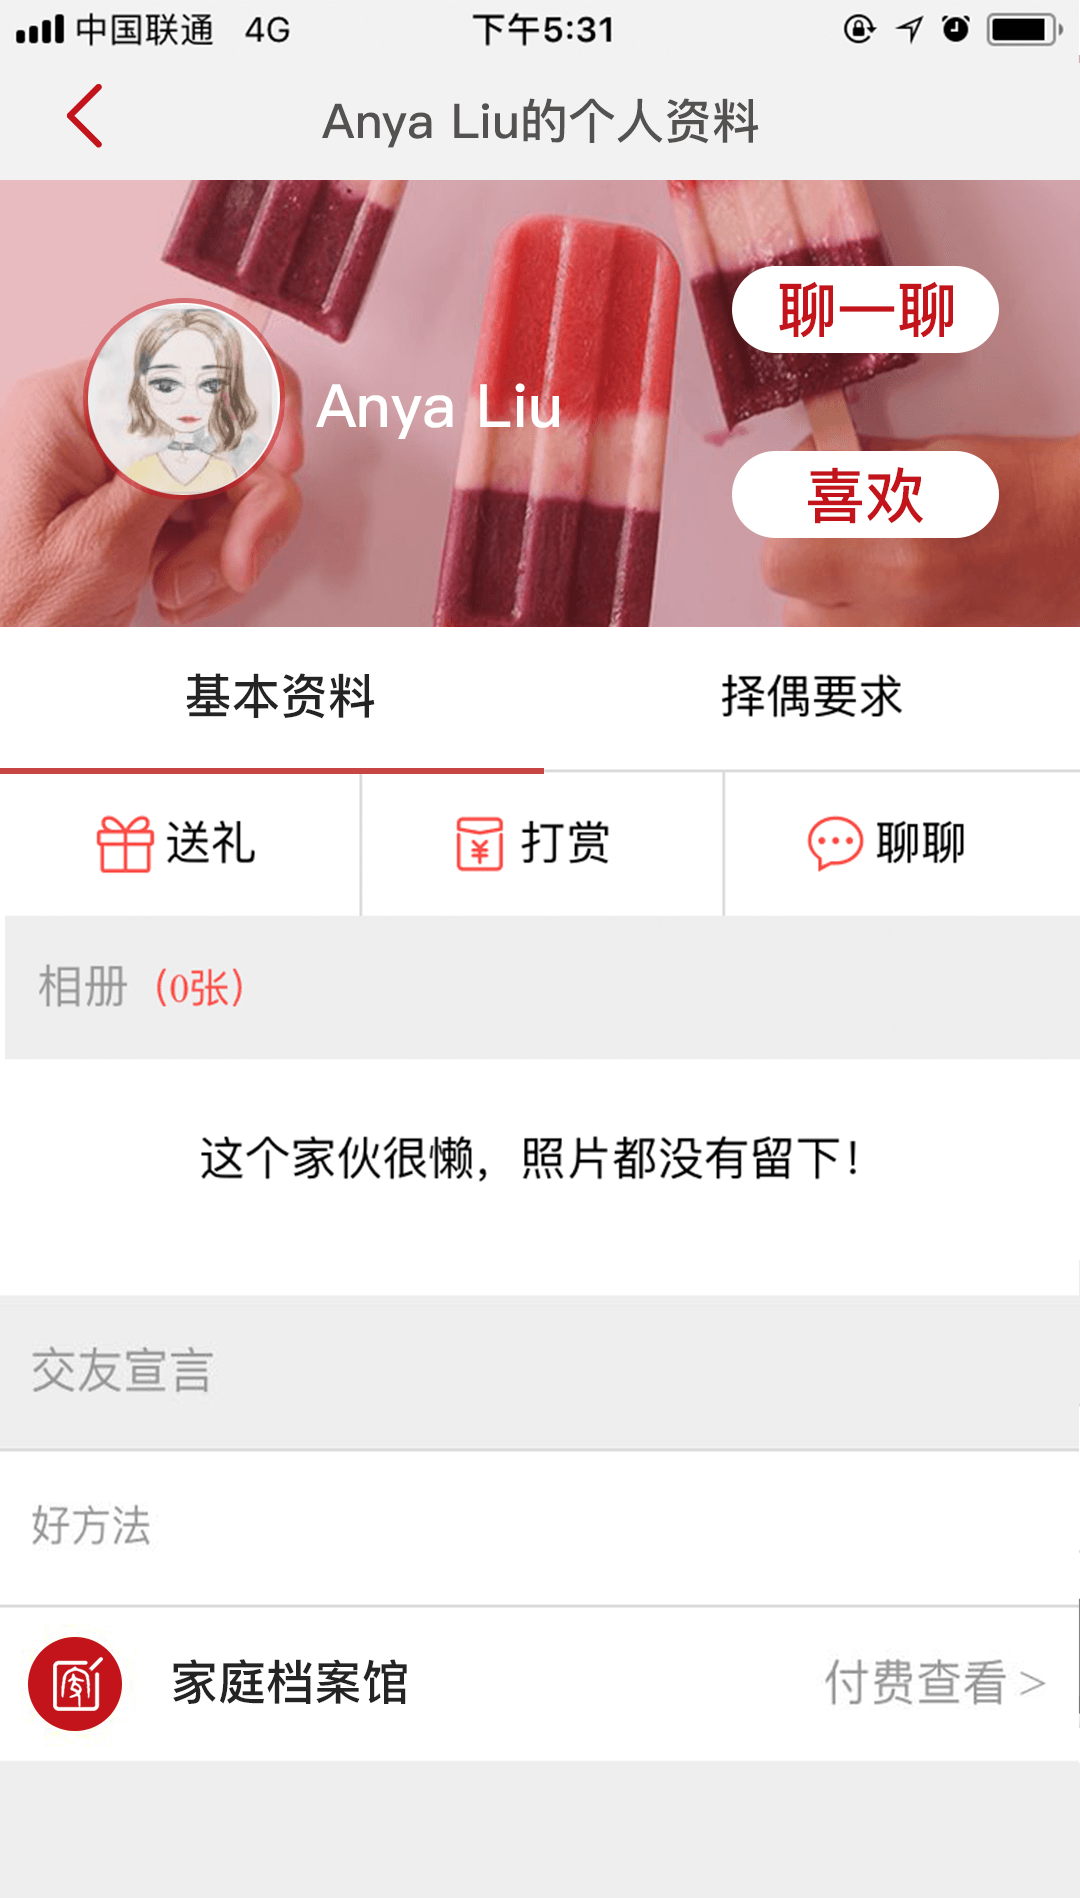 中国联通 4G 下午5:31
Anya Liu的个人资料
聊一聊
Anya Liu
喜欢
基本资料 择偶要求
送礼 打赏 聊聊
相册（0张）
这个家伙很懒，照片都没有留下！
交友宣言
好方法
家庭档案馆 付费查看 >